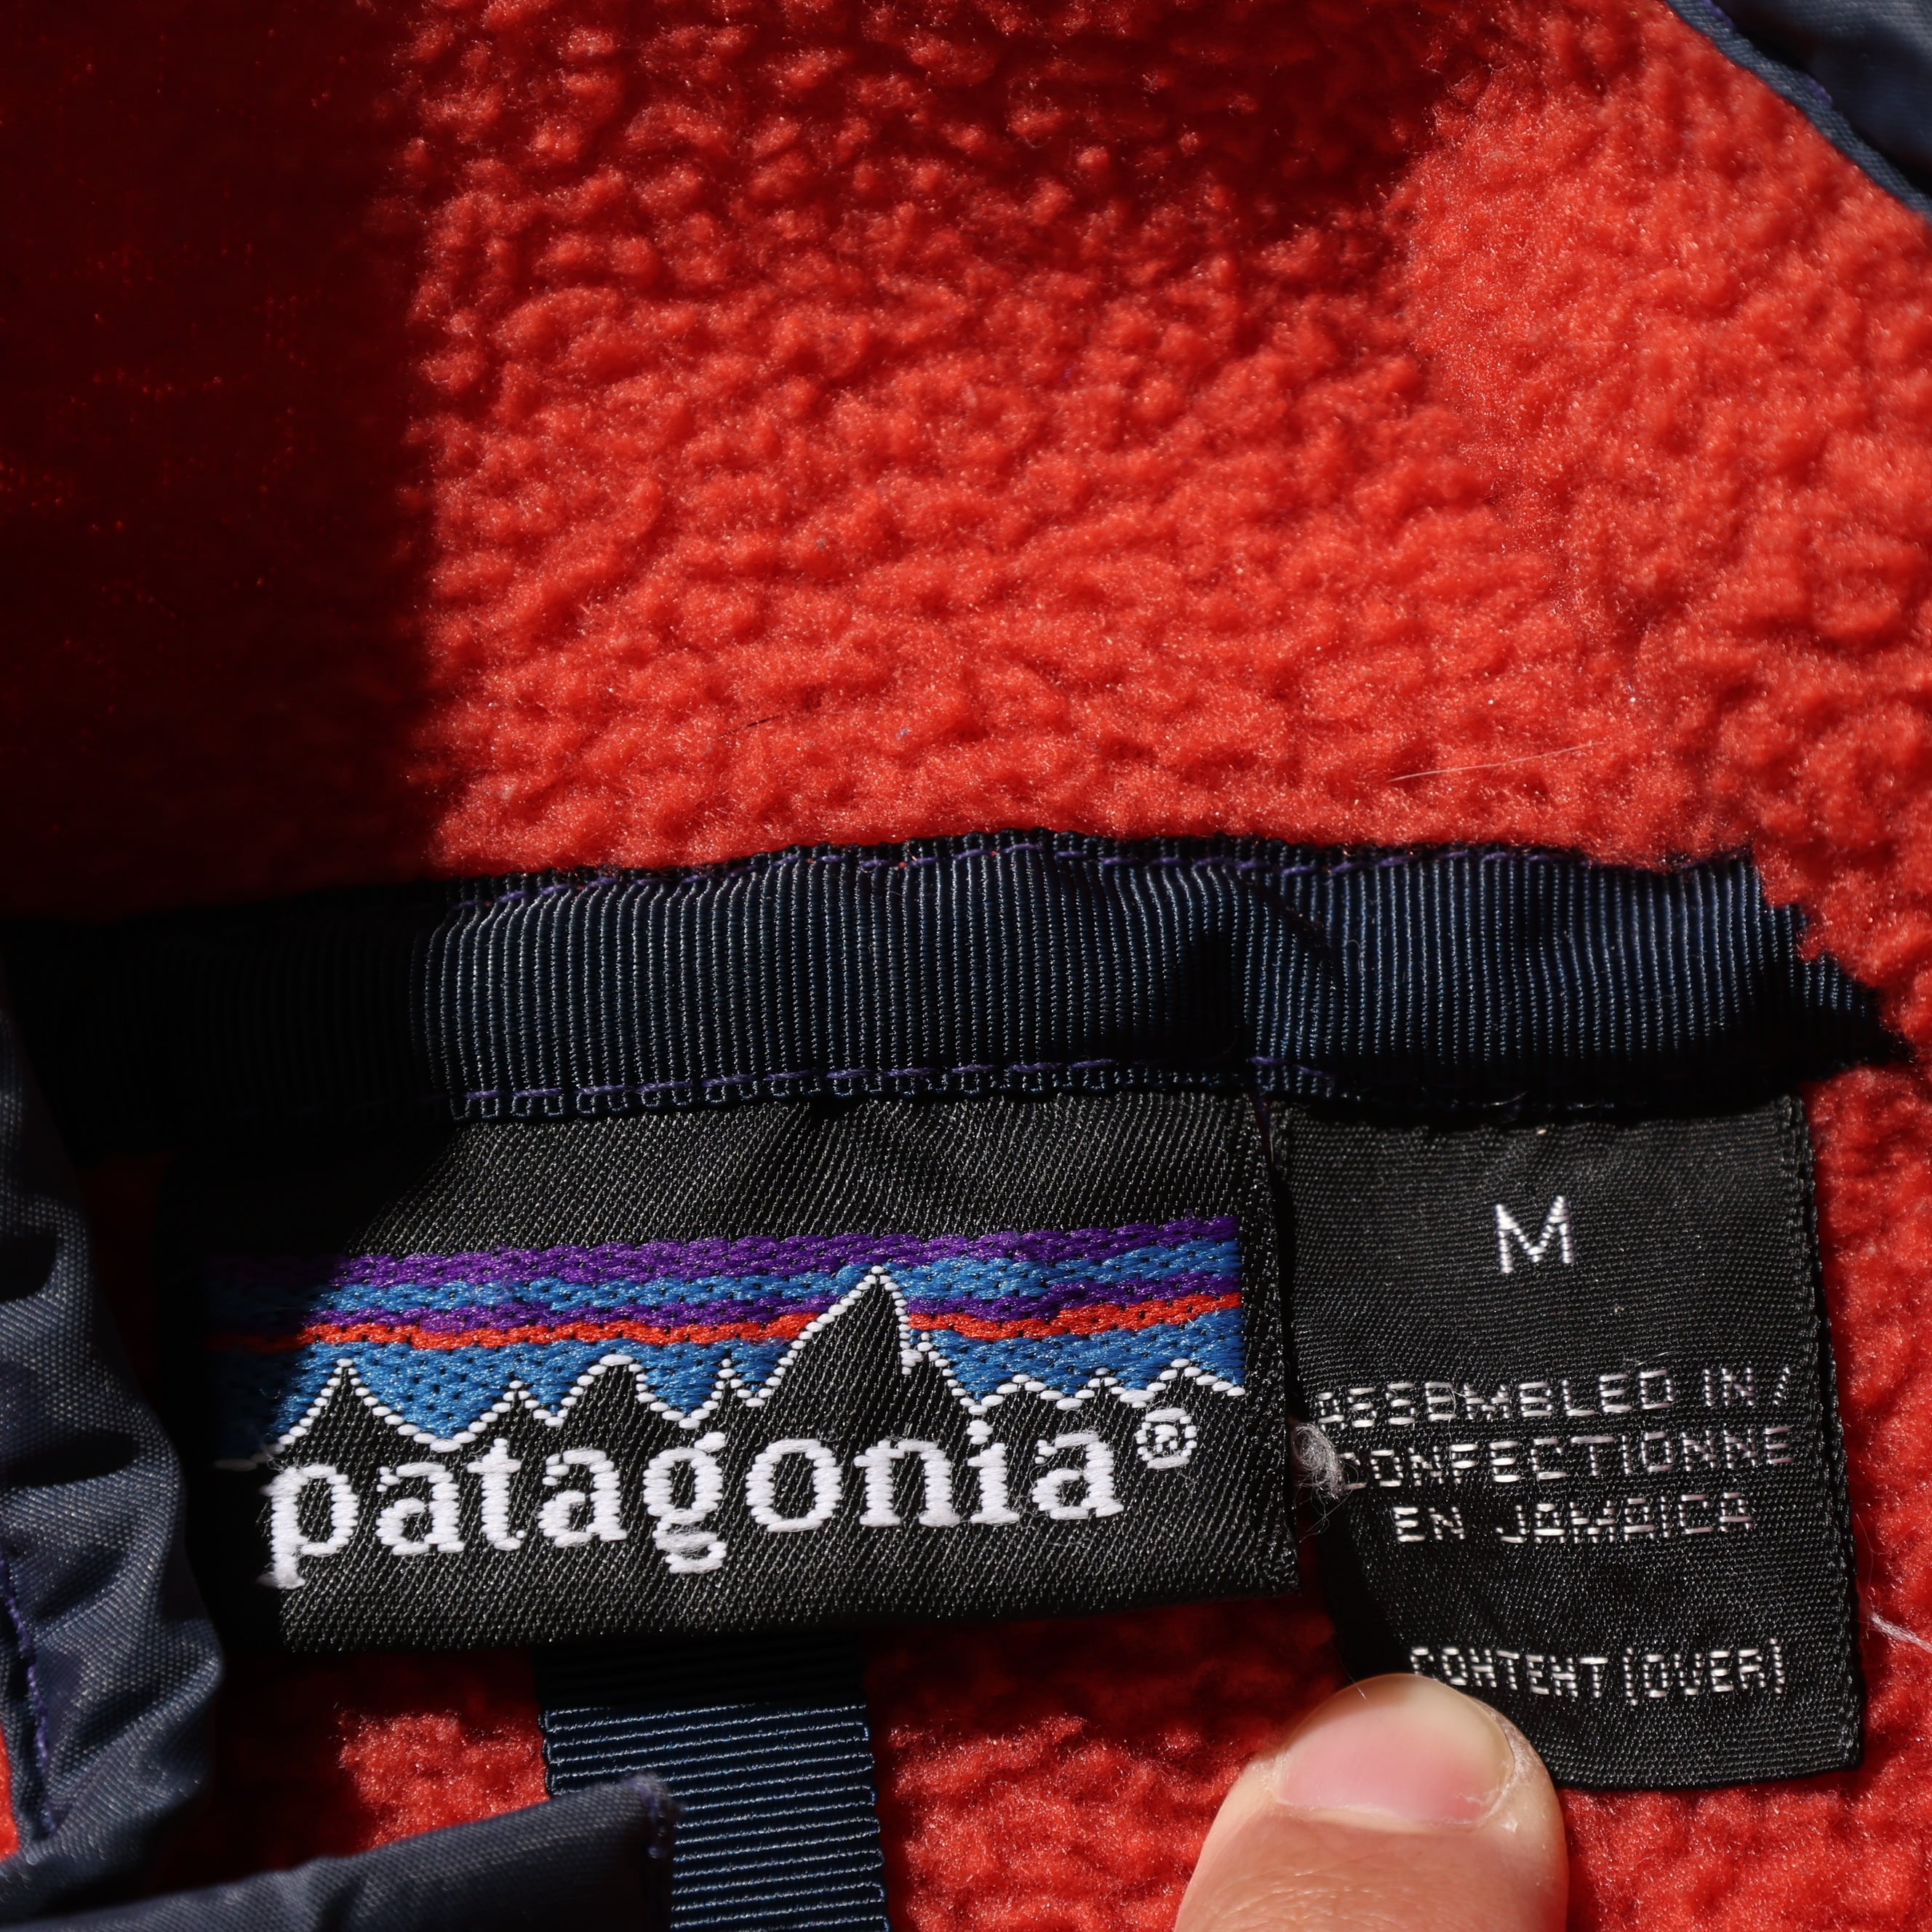 patagonia®
M
ASSEMBLED IN /
CONFECTIONNE
EN JAMAICA
CONTENT (OVER)